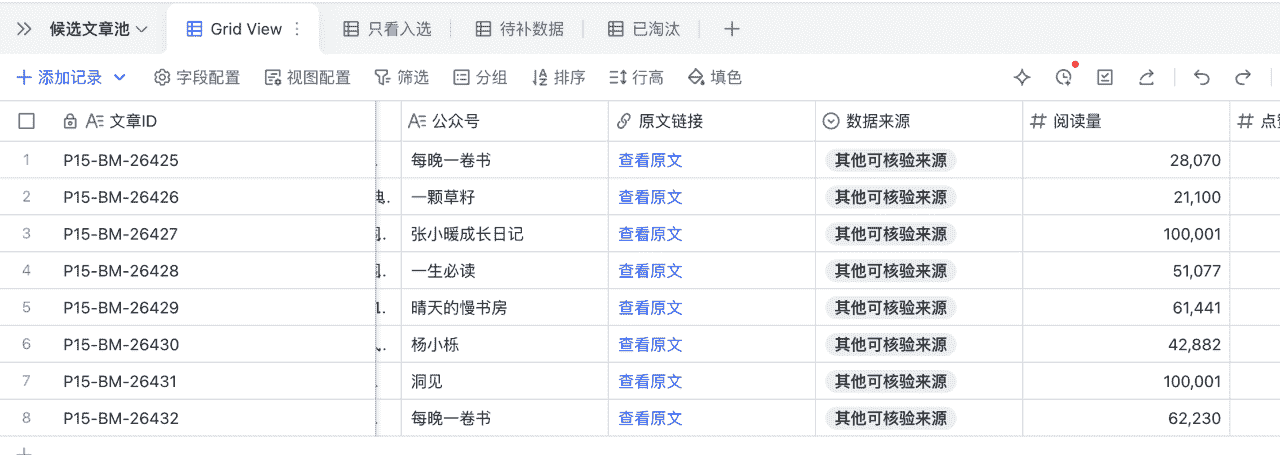 候选文章池 Grid View 只看入选 待补数据 已淘汰
添加记录 字段配置 视图配置 筛选 分组 排序 行高 填色
文章ID 公众号 原文链接 数据来源 阅读量
1 P15-BM-26425 每晚一卷书 查看原文 其他可核验来源 28,070
2 P15-BM-26426 一颗草籽 查看原文 其他可核验来源 21,100
3 P15-BM-26427 张小暖成长日记 查看原文 其他可核验来源 100,001
4 P15-BM-26428 一生必读 查看原文 其他可核验来源 51,077
5 P15-BM-26429 晴天的慢书房 查看原文 其他可核验来源 61,441
6 P15-BM-26430 杨小栎 查看原文 其他可核验来源 42,882
7 P15-BM-26431 洞见 查看原文 其他可核验来源 100,001
8 P15-BM-26432 每晚一卷书 查看原文 其他可核验来源 62,230